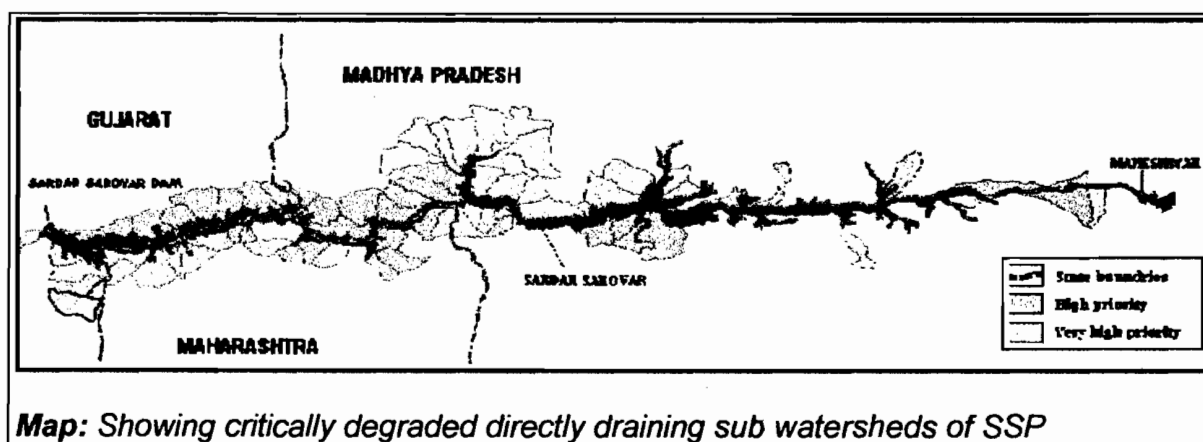 MADHYA PRADESH
GUJARAT
SARDAR SAROVAR DAM
MAHESHWAR
SARDAR SAROVAR
MAHARASHTRA
State boundries
High priority
Very high priority
Map: Showing critically degraded directly draining sub watersheds of SSP